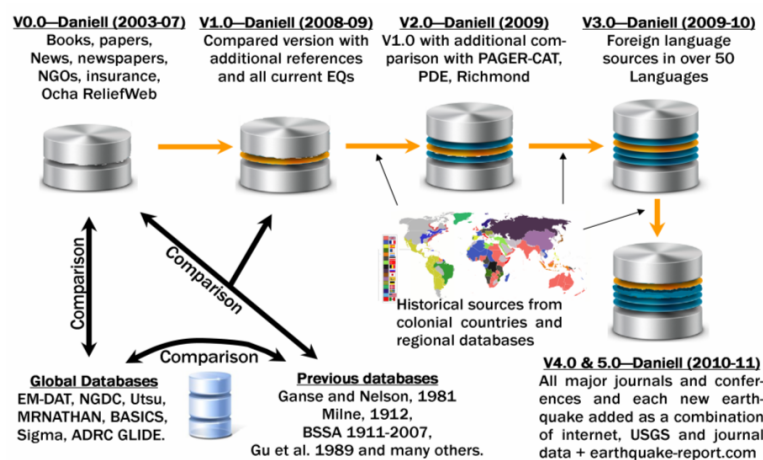 V0.0—Daniell (2003-07)
Books, papers,
News, newspapers,
NGOs, insurance,
Ocha ReliefWeb
V1.0—Daniell (2008-09)
Compared version with
additional references
and all current EQs
V2.0—Daniell (2009)
V1.0 with additional com-
parison with PAGER-CAT,
PDE, Richmond
V3.0—Daniell (2009-10)
Foreign language
sources in over 50
Languages
Comparison
Comparison
Historical sources from
colonial countries and
regional databases
Comparison
Global Databases
EM-DAT, NGDC, Utsu,
MRNATHAN, BASICS,
Sigma, ADRC GLIDE.
Previous databases
Ganse and Nelson, 1981
Milne, 1912,
BSSA 1911-2007,
Gu et al. 1989 and many others.
V4.0 & 5.0—Daniell (2010-11)
All major journals and confer-
ences and each new earth-
quake added as a combination
of internet, USGS and journal
data + earthquake-report.com